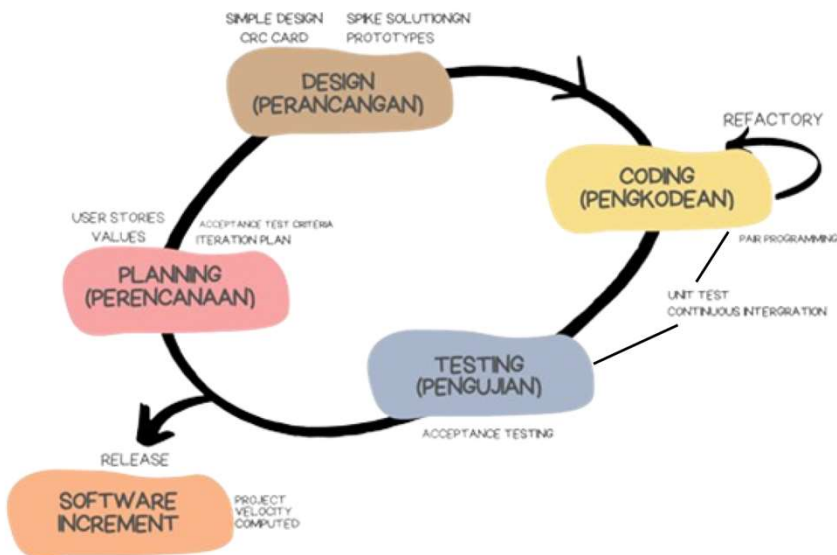 SIMPLE DESIGN
CRC CARD
SPIKE SOLUTIONGN
PROTOTYPES
DESIGN
(PERANCANGAN)
REFACTORY
CODING
(PENGKODEAN)
PAIR PROGRAMMING
USER STORIES
VALUES
ACCEPTANCE TEST CRITERIA
ITERATION PLAN
PLANNING
(PERENCANAAN)
UNIT TEST
CONTINUOUS INTERGRATION
TESTING
(PENGUJIAN)
ACCEPTANCE TESTING
RELEASE
SOFTWARE
INCREMENT
PROJECT
VELOCITY
COMPUTED